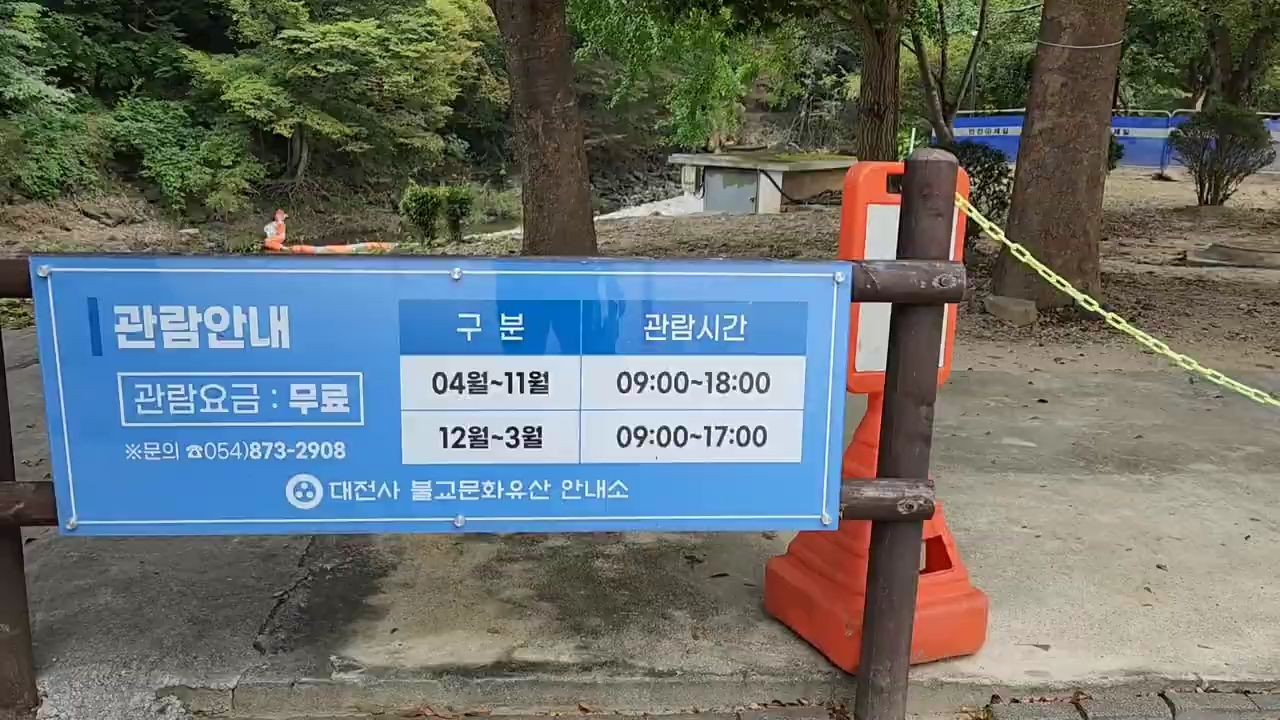 관람안내
관람요금 : 무료
※문의 ☎054)873-2908
구 분 관람시간
04월~11월 09:00~18:00
12월~3월 09:00~17:00
대전사 불교문화유산 안내소